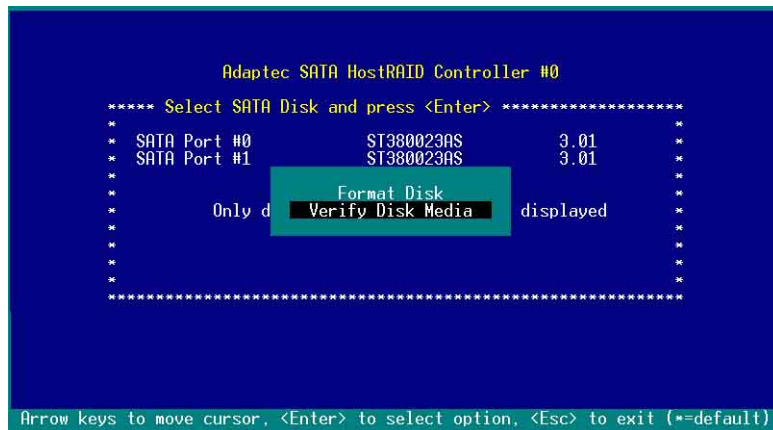 Adaptec SATA HostRAID Controller #0
***** Select SATA Disk and press <Enter> *******************
* SATA Port #0 ST380023AS 3.01 *
* SATA Port #1 ST380023AS 3.01 *
Format Disk
* Only d Verify Disk Media displayed *
************************************************************
Arrow keys to move cursor, <Enter> to select option, <Esc> to exit (*=default)